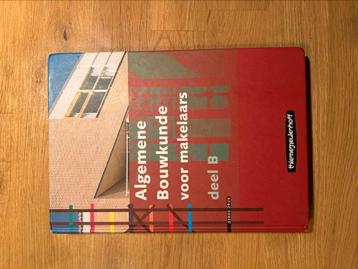 Algemene
Bouwkunde
voor makelaars
deel B
thiememeulenhoff